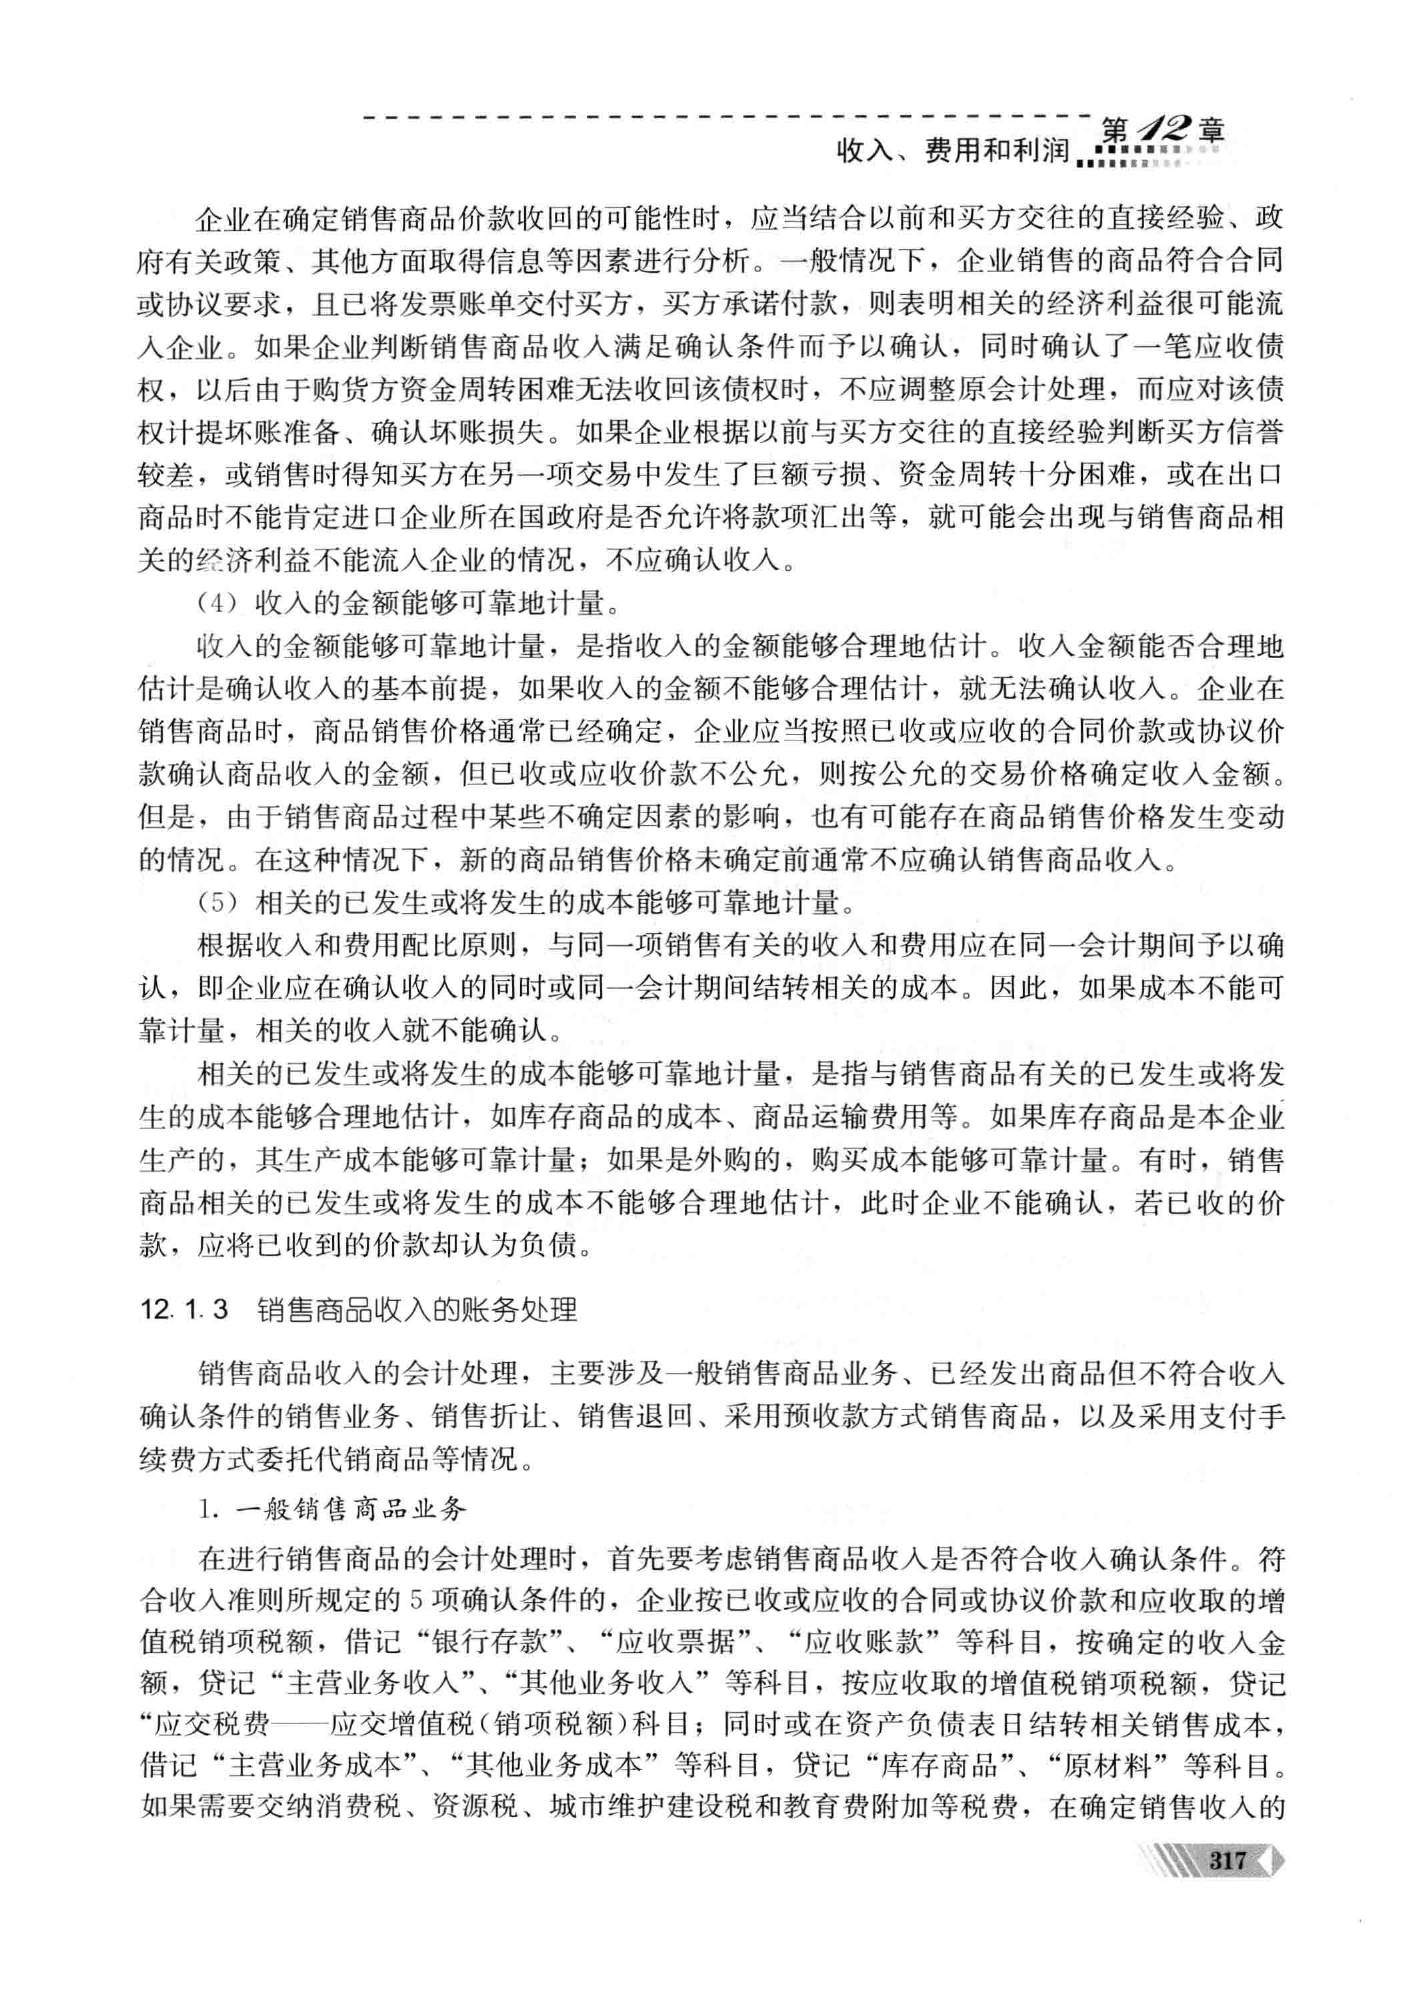 第12章
收入、费用和利润
企业在确定销售商品价款收回的可能性时，应当结合以前和买方交往的直接经验、政
府有关政策、其他方面取得信息等因素进行分析。一般情况下，企业销售的商品符合合同
或协议要求，且已将发票账单交付买方，买方承诺付款，则表明相关的经济利益很可能流
入企业。如果企业判断销售商品收入满足确认条件而予以确认，同时确认了一笔应收债
权，以后由于购货方资金周转困难无法收回该债权时，不应调整原会计处理，而应对该债
权计提坏账准备、确认坏账损失。如果企业根据以前与买方交往的直接经验判断买方信誉
较差，或销售时得知买方在另一项交易中发生了巨额亏损、资金周转十分困难，或在出口
商品时不能肯定进口企业所在国政府是否允许将款项汇出等，就可能会出现与销售商品相
关的经济利益不能流入企业的情况，不应确认收入。
（4）收入的金额能够可靠地计量。
收入的金额能够可靠地计量，是指收入的金额能够合理地估计。收入金额能否合理地
估计是确认收入的基本前提，如果收入的金额不能够合理估计，就无法确认收入。企业在
销售商品时，商品销售价格通常已经确定，企业应当按照已收或应收的合同价款或协议价
款确认商品收入的金额，但已收或应收价款不公允，则按公允的交易价格确定收入金额。
但是，由于销售商品过程中某些不确定因素的影响，也有可能存在商品销售价格发生变动
的情况。在这种情况下，新的商品销售价格未确定前通常不应确认销售商品收入。
（5）相关的已发生或将发生的成本能够可靠地计量。
根据收入和费用配比原则，与同一项销售有关的收入和费用应在同一会计期间予以确
认，即企业应在确认收入的同时或同一会计期间结转相关的成本。因此，如果成本不能可
靠计量，相关的收入就不能确认。
相关的已发生或将发生的成本能够可靠地计量，是指与销售商品有关的已发生或将发
生的成本能够合理地估计，如库存商品的成本、商品运输费用等。如果库存商品是本企业
生产的，其生产成本能够可靠计量；如果是外购的，购买成本能够可靠计量。有时，销售
商品相关的已发生或将发生的成本不能够合理地估计，此时企业不能确认，若已收的价
款，应将已收到的价款却认为负债。
12.1.3 销售商品收入的账务处理
销售商品收入的会计处理，主要涉及一般销售商品业务、已经发出商品但不符合收入
确认条件的销售业务、销售折让、销售退回、采用预收款方式销售商品，以及采用支付手
续费方式委托代销商品等情况。
1. 一般销售商品业务
在进行销售商品的会计处理时，首先要考虑销售商品收入是否符合收入确认条件。符
合收入准则所规定的 5 项确认条件的，企业按已收或应收的合同或协议价款和应收取的增
值税销项税额，借记“银行存款”、“应收票据”、“应收账款”等科目，按确定的收入金
额，贷记“主营业务收入”、“其他业务收入”等科目，按应收取的增值税销项税额，贷记
“应交税费——应交增值税(销项税额)科目；同时或在资产负债表日结转相关销售成本，
借记“主营业务成本”、“其他业务成本”等科目，贷记“库存商品”、“原材料”等科目。
如果需要交纳消费税、资源税、城市维护建设税和教育费附加等税费，在确定销售收入的
317